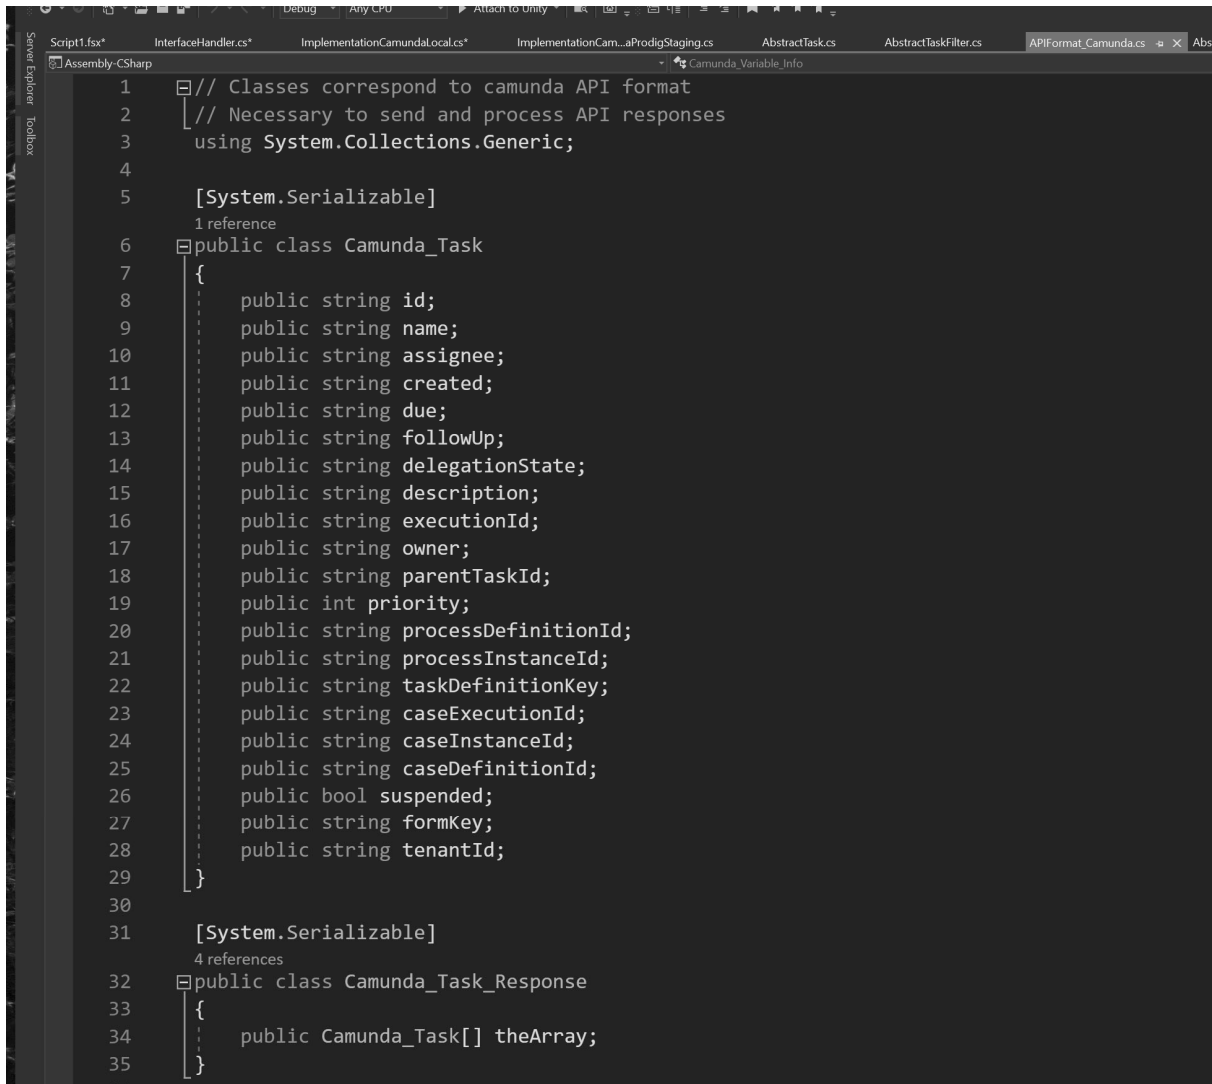 Debug Any CPU Attach to Unity
Script1.fsx* InterfaceHandler.cs* ImplementationCamundaLocal.cs* ImplementationCam...aProdigStaging.cs AbstractTask.cs AbstractTaskFilter.cs APIFormat_Camunda.cs Abs
Server Explorer
Toolbox
Assembly-CSharp Camunda_Variable_Info
1 // Classes correspond to camunda API format
2 // Necessary to send and process API responses
3 using System.Collections.Generic;
4
5 [System.Serializable]
1 reference
6 public class Camunda_Task
7 {
8 public string id;
9 public string name;
10 public string assignee;
11 public string created;
12 public string due;
13 public string followUp;
14 public string delegationState;
15 public string description;
16 public string executionId;
17 public string owner;
18 public string parentTaskId;
19 public int priority;
20 public string processDefinitionId;
21 public string processInstanceId;
22 public string taskDefinitionKey;
23 public string caseExecutionId;
24 public string caseInstanceId;
25 public string caseDefinitionId;
26 public bool suspended;
27 public string formKey;
28 public string tenantId;
29 }
30
31 [System.Serializable]
4 references
32 public class Camunda_Task_Response
33 {
34 public Camunda_Task[] theArray;
35 }